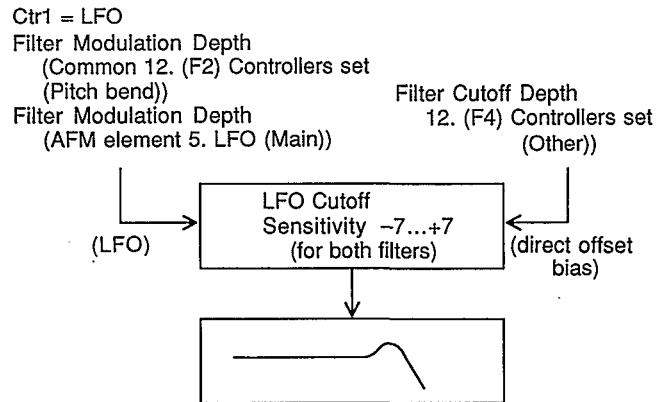 Ctr1 = LFO
Filter Modulation Depth
(Common 12. (F2) Controllers set
(Pitch bend))
Filter Modulation Depth
(AFM element 5. LFO (Main))
Filter Cutoff Depth
12. (F4) Controllers set
(Other))
(LFO)
LFO Cutoff
Sensitivity –7...+7
(for both filters)
(direct offset
bias)